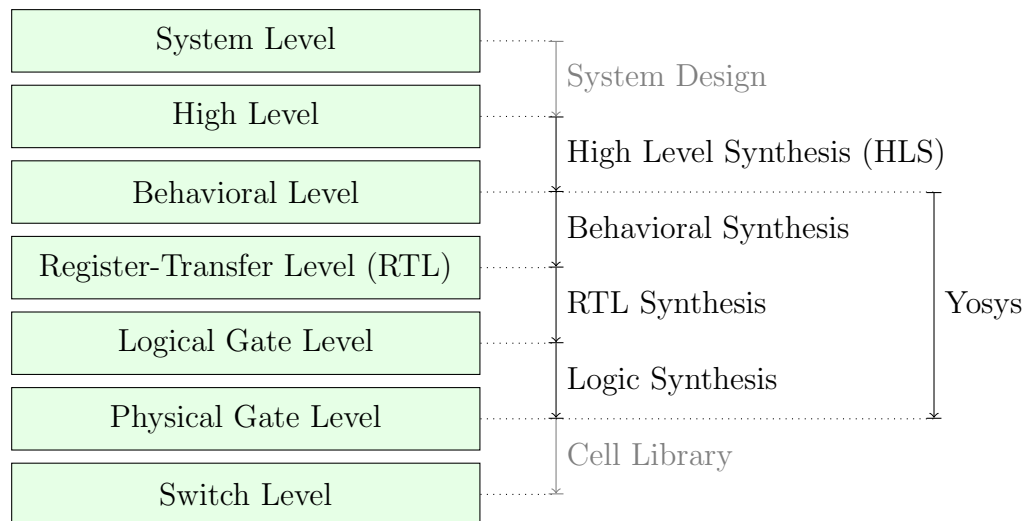 System Level
System Design
High Level
High Level Synthesis (HLS)
Behavioral Level
Behavioral Synthesis
Register-Transfer Level (RTL)
RTL Synthesis
Yosys
Logical Gate Level
Logic Synthesis
Physical Gate Level
Cell Library
Switch Level